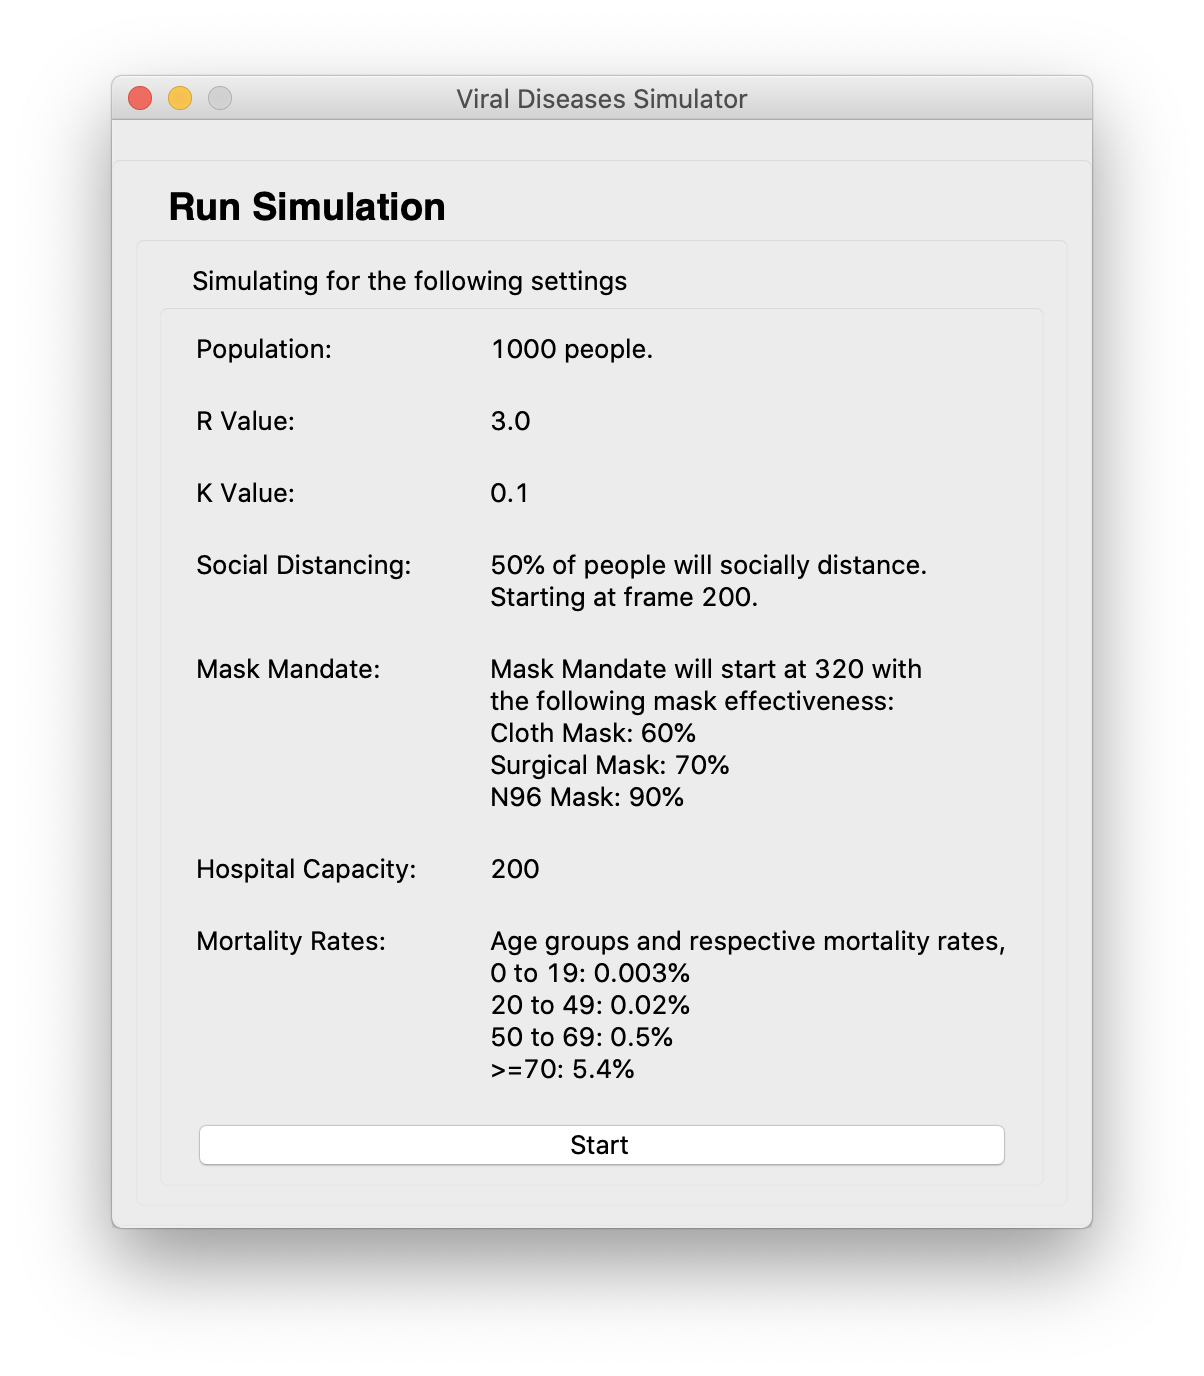 Viral Diseases Simulator
Run Simulation
Simulating for the following settings
Population: 1000 people.
R Value: 3.0
K Value: 0.1
Social Distancing: 50% of people will socially distance.
Starting at frame 200.
Mask Mandate: Mask Mandate will start at 320 with
the following mask effectiveness:
Cloth Mask: 60%
Surgical Mask: 70%
N96 Mask: 90%
Hospital Capacity: 200
Mortality Rates: Age groups and respective mortality rates,
0 to 19: 0.003%
20 to 49: 0.02%
50 to 69: 0.5%
>=70: 5.4%
Start